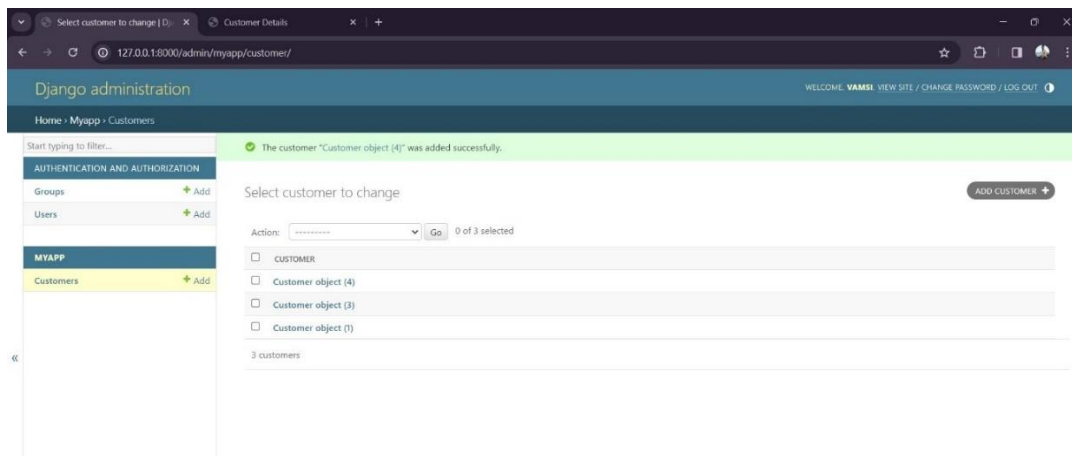 Select customer to change | Dj
Customer Details
127.0.0.1:8000/admin/myapp/customer/
Django administration
WELCOME, VAMSI. VIEW SITE / CHANGE PASSWORD / LOG OUT
Home › Myapp › Customers
Start typing to filter...
The customer "Customer object (4)" was added successfully.
AUTHENTICATION AND AUTHORIZATION
Groups + Add
Select customer to change
ADD CUSTOMER +
Users + Add
Action: --------- Go 0 of 3 selected
MYAPP
CUSTOMER
Customers + Add
Customer object (4)
Customer object (3)
Customer object (1)
«
3 customers